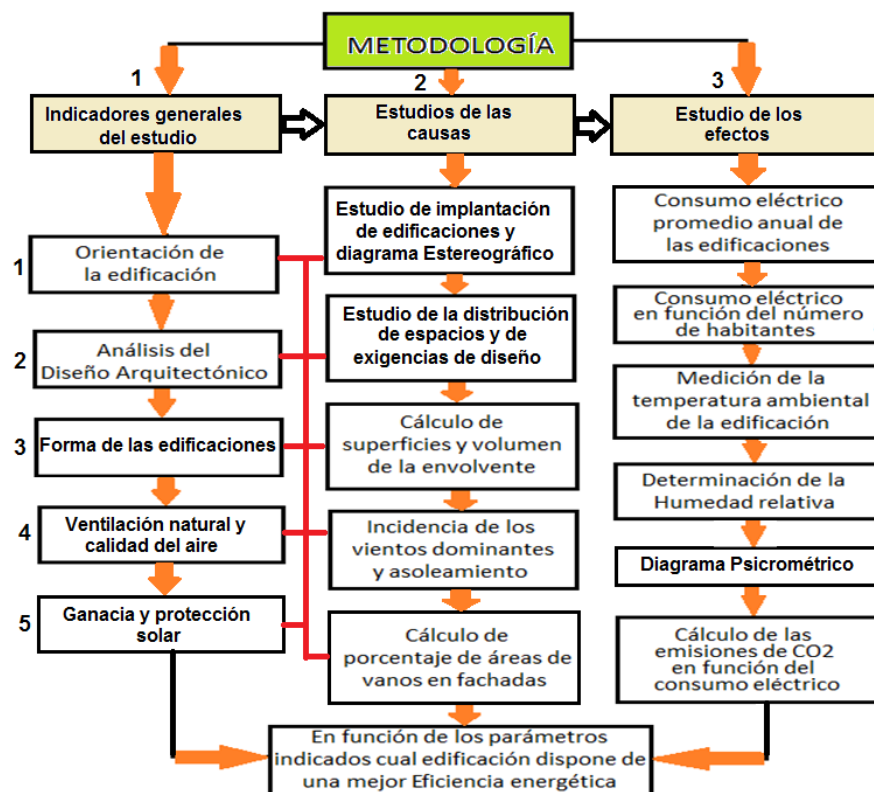 METODOLOGÍA
1
2
3
Indicadores generales
del estudio
Estudios de las
causas
Estudio de los
efectos
1
Orientación de
la edificación
2
Análisis del
Diseño Arquitectónico
3
Forma de las edificaciones
4
Ventilación natural y
calidad del aire
5
Ganacia y protección
solar
Estudio de implantación
de edificaciones y
diagrama Estereográfico
Estudio de la distribución
de espacios y de
exigencias de diseño
Cálculo de
superficies y volumen
de la envolvente
Incidencia de los
vientos dominantes
y asoleamiento
Cálculo de
porcentaje de áreas de
vanos en fachadas
Consumo eléctrico
promedio anual de
las edificaciones
Consumo eléctrico
en función del número
de habitantes
Medición de la
temperatura ambiental
de la edificación
Determinación de la
Humedad relativa
Diagrama Psicrométrico
Cálculo de las
emisiones de CO2
en función del
consumo eléctrico
En función de los parámetros
indicados cual edificación dispone de
una mejor Eficiencia energética